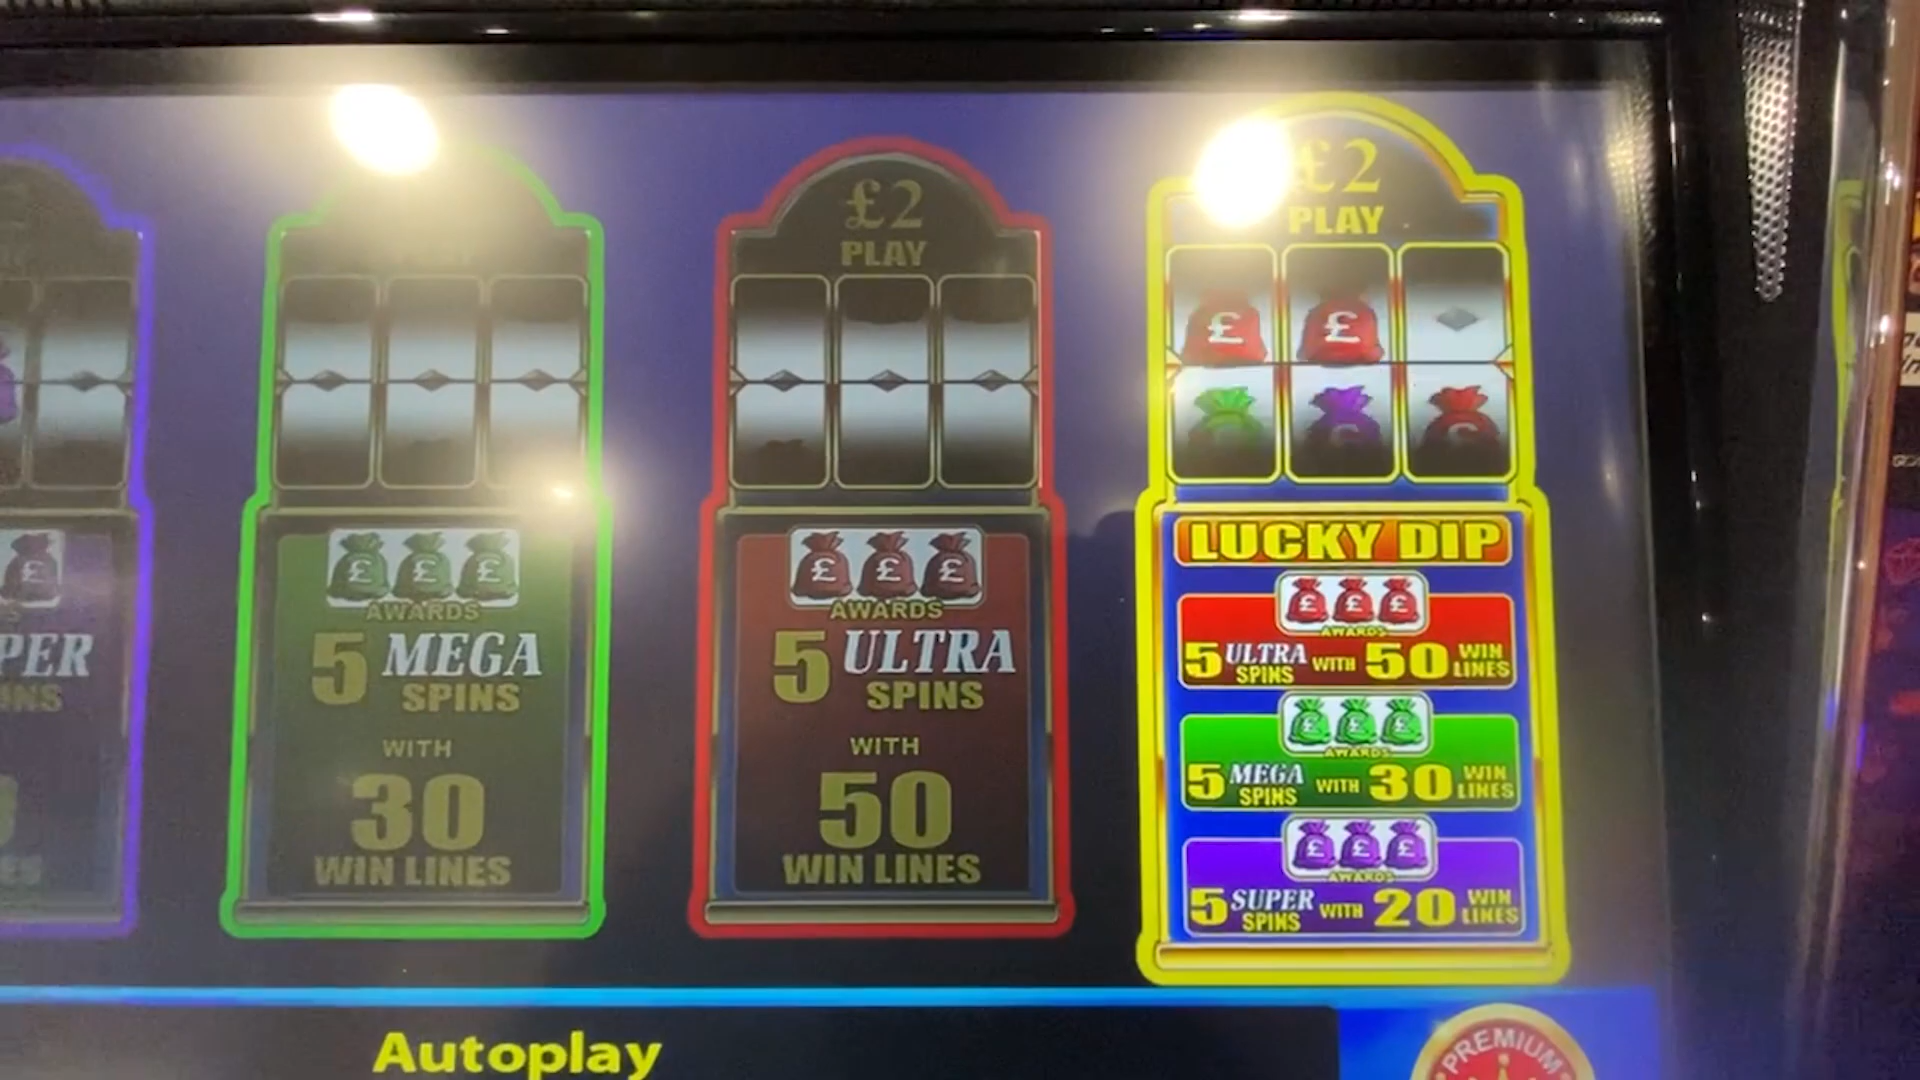 £2
PLAY
£2
PLAY
£ £
LUCKY DIP
£ £ £
AWARDS
5 ULTRA SPINS WITH 50 WIN LINES
£ £ £
AWARDS
5 MEGA SPINS WITH 30 WIN LINES
£ £ £
AWARDS
5 SUPER SPINS WITH 20 WIN LINES
£ £ £
AWARDS
5 ULTRA
SPINS
WITH
50
WIN LINES
£ £ £
AWARDS
5 MEGA
SPINS
WITH
30
WIN LINES
£
PER
INS
Autoplay
PREMIUM